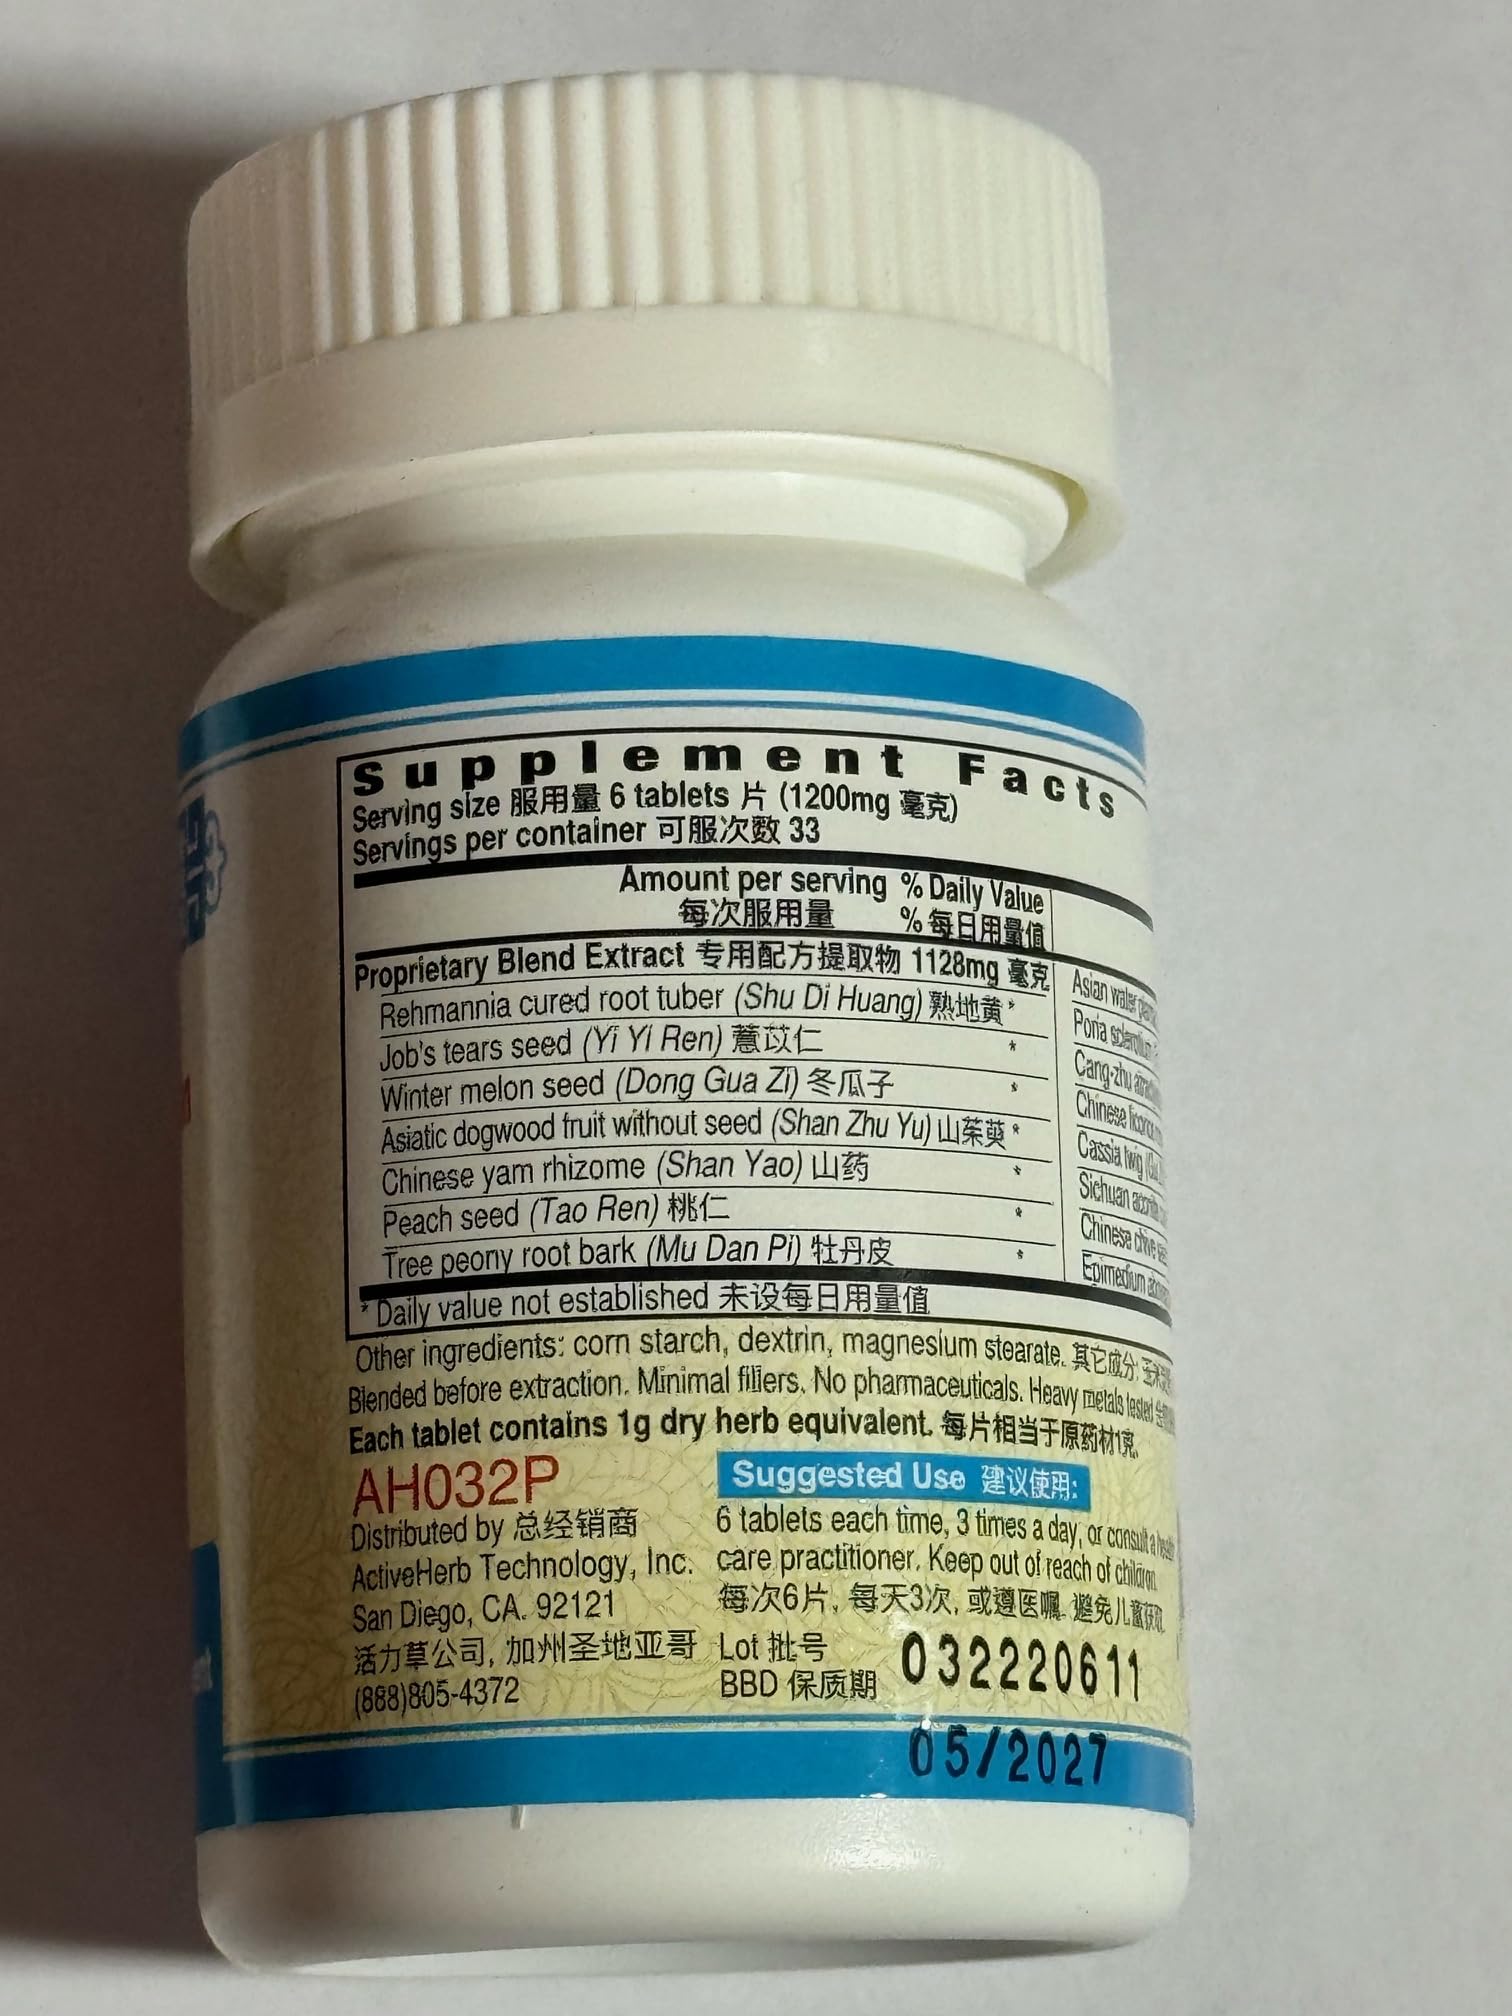 Supplement Facts
Serving size 服用量 6 tablets 片 (1200mg 毫克)
Servings per container 可服次数 33
Amount per serving % Daily Value
每次服用量 % 每日用量值
Proprietary Blend Extract 专用配方提取物 1128mg 毫克
Rehmannia cured root tuber (Shu Di Huang) 熟地黄 *
Job's tears seed (Yi Yi Ren) 薏苡仁 *
Winter melon seed (Dong Gua Zi) 冬瓜子 *
Asiatic dogwood fruit without seed (Shan Zhu Yu) 山茱萸 *
Chinese yam rhizome (Shan Yao) 山药 *
Peach seed (Tao Ren) 桃仁 *
Tree peony root bark (Mu Dan Pi) 牡丹皮 *
Asian water
Poria
Cang-zhu
Chinese
Cassia twig
Sichuan
Chinese chive
Epimedium
* Daily value not established 未设每日用量值
Other ingredients: corn starch, dextrin, magnesium stearate. 其它成分:
Blended before extraction. Minimal fillers. No pharmaceuticals. Heavy metals tested
Each tablet contains 1g dry herb equivalent. 每片相当于原药材1克.
AH032P
Distributed by 总经销商
ActiveHerb Technology, Inc.
San Diego, CA. 92121
活力草公司, 加州圣地亚哥
(888)805-4372
Suggested Use 建议使用:
6 tablets each time, 3 times a day, or consult a
care practitioner. Keep out of reach of children.
每次6片, 每天3次, 或遵医嘱. 避免儿童获取.
Lot 批号 032220611
BBD 保质期
05/2027